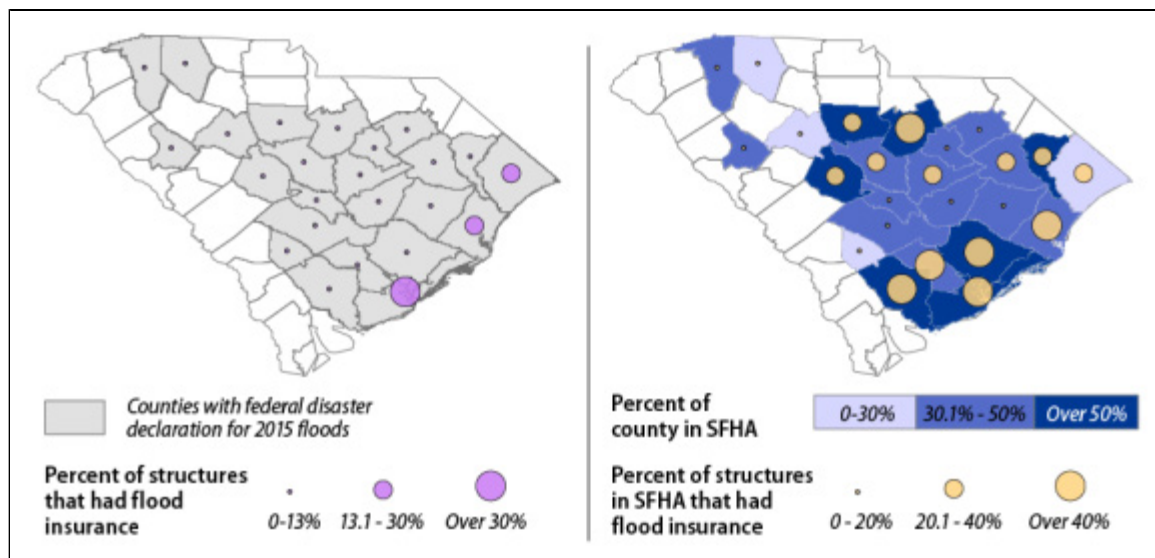 Counties with federal disaster
declaration for 2015 floods
Percent of structures
that had flood
insurance
0-13% 13.1 - 30% Over 30%
Percent of
county in SFHA
0-30% 30.1% - 50% Over 50%
Percent of structures
in SFHA that had
flood insurance
0 - 20% 20.1 - 40% Over 40%